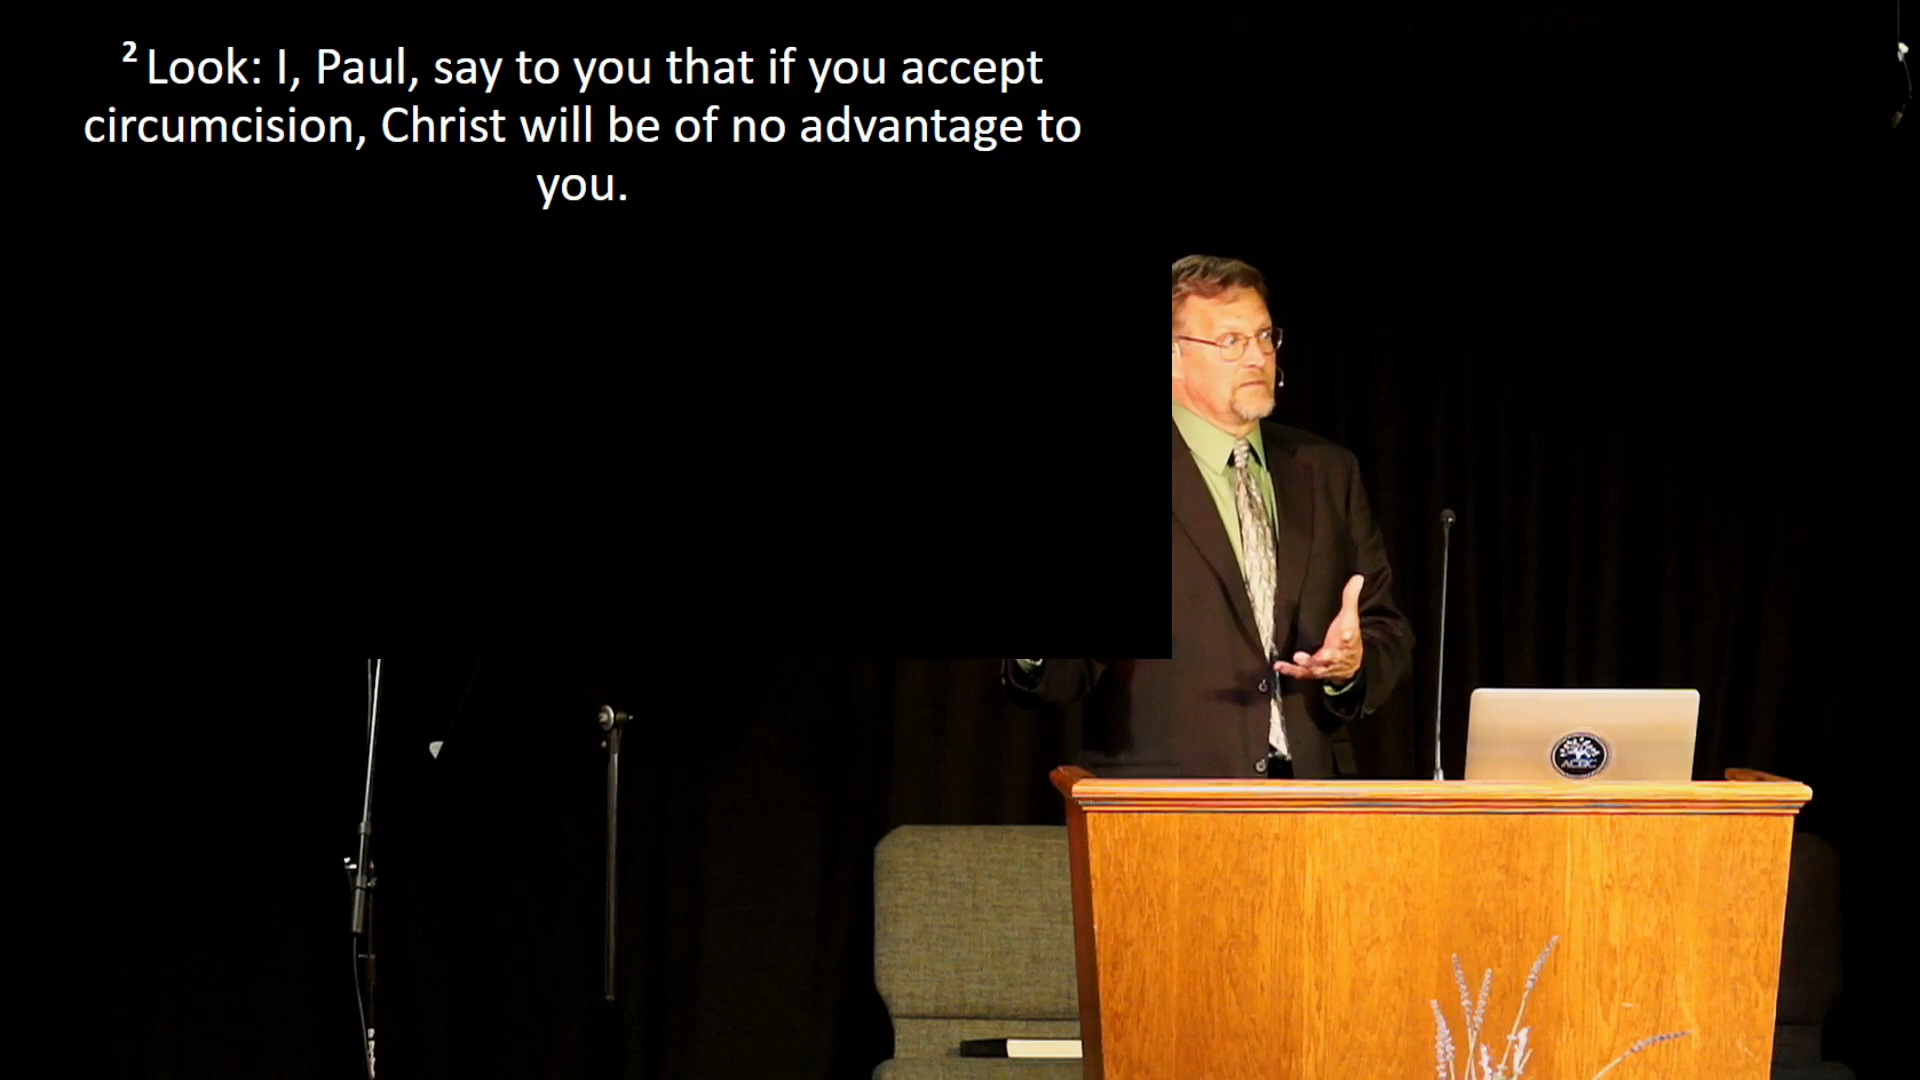 ² Look: I, Paul, say to you that if you accept
circumcision, Christ will be of no advantage to
you.
ACBC